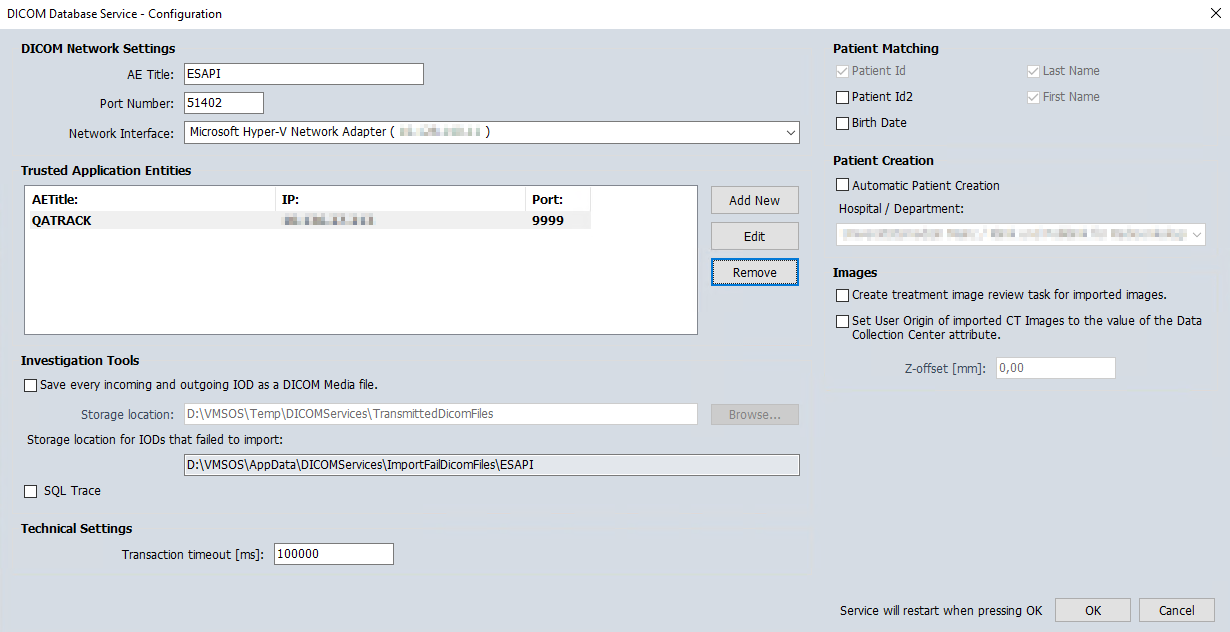 DICOM Database Service - Configuration
DICOM Network Settings
AE Title: ESAPI
Port Number: 51402
Network Interface: Microsoft Hyper-V Network Adapter ( )
Trusted Application Entities
AETitle: IP: Port:
QATRACK 9999
Add New
Edit
Remove
Investigation Tools
Save every incoming and outgoing IOD as a DICOM Media file.
Storage location: D:\VMSOS\Temp\DICOMServices\TransmittedDicomFiles
Browse...
Storage location for IODs that failed to import:
D:\VMSOS\AppData\DICOMServices\ImportFailDicomFiles\ESAPI
SQL Trace
Technical Settings
Transaction timeout [ms]: 100000
Patient Matching
Patient Id Last Name
Patient Id2 First Name
Birth Date
Patient Creation
Automatic Patient Creation
Hospital / Department:
Images
Create treatment image review task for imported images.
Set User Origin of imported CT Images to the value of the Data
Collection Center attribute.
Z-offset [mm]: 0,00
Service will restart when pressing OK OK Cancel